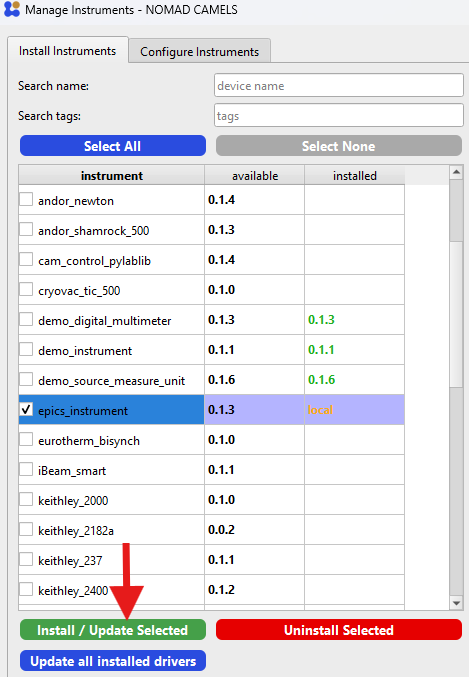 Manage Instruments - NOMAD CAMELS
Install Instruments Configure Instruments
Search name: device name
Search tags: tags
Select All Select None
instrument available installed
andor_newton 0.1.4
andor_shamrock_500 0.1.3
cam_control_pylablib 0.1.4
cryovac_tic_500 0.1.0
demo_digital_multimeter 0.1.3 0.1.3
demo_instrument 0.1.1 0.1.1
demo_source_measure_unit 0.1.6 0.1.6
epics_instrument 0.1.3 local
eurotherm_bisynch 0.1.0
iBeam_smart 0.1.1
keithley_2000 0.1.0
keithley_2182a 0.0.2
keithley_237 0.1.1
keithley_2400 0.1.2
Install / Update Selected Uninstall Selected
Update all installed drivers